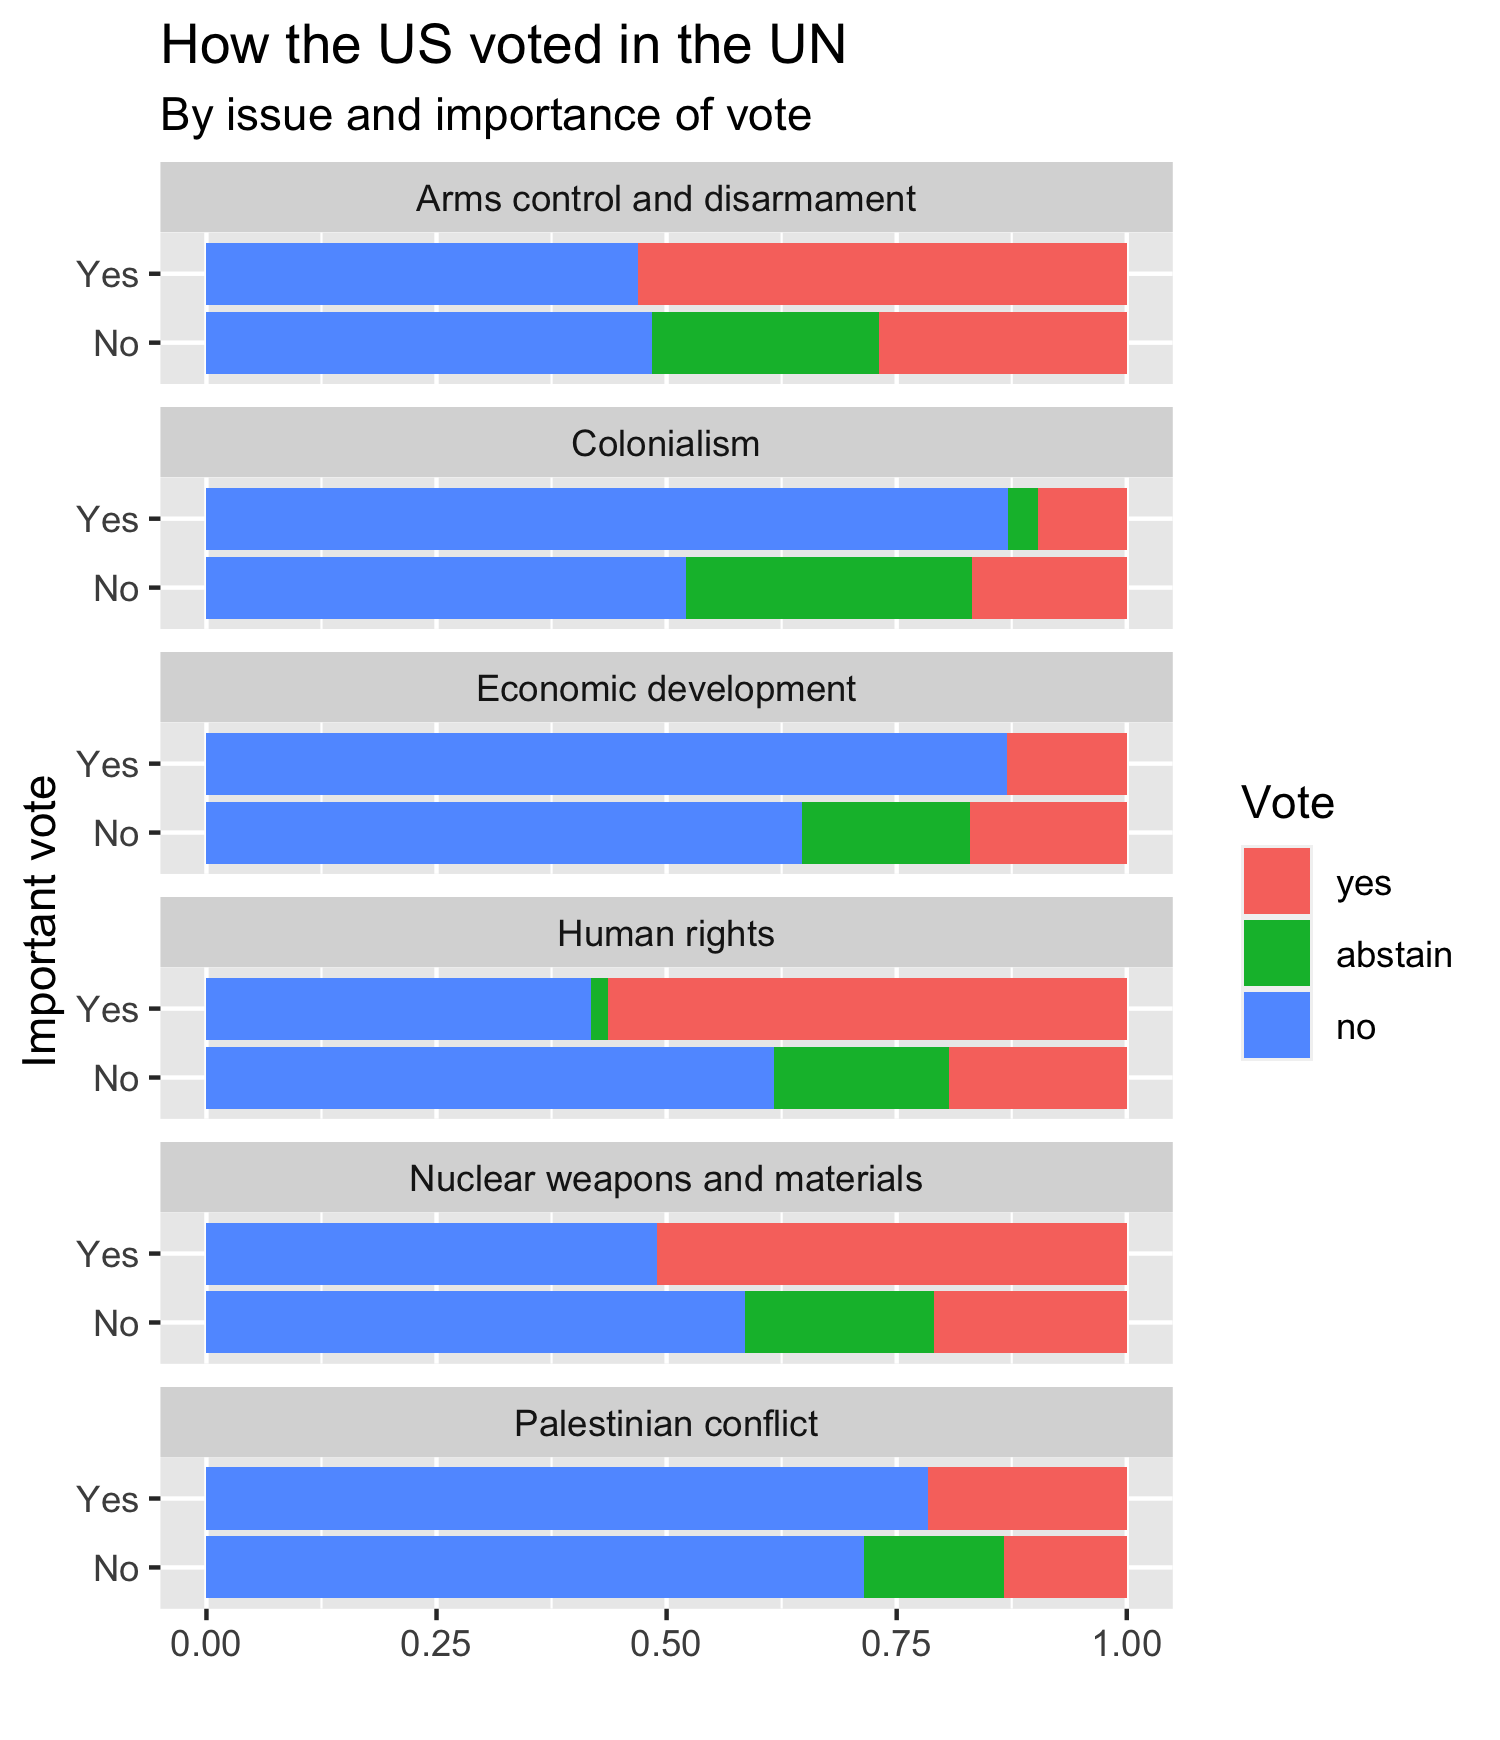 How the US voted in the UN
By issue and importance of vote
Arms control and disarmament
Yes
No
Colonialism
Yes
No
Economic development
Yes
No
Human rights
Yes
No
Nuclear weapons and materials
Yes
No
Palestinian conflict
Yes
No
0.00 0.25 0.50 0.75 1.00
Important vote
Vote
yes
abstain
no